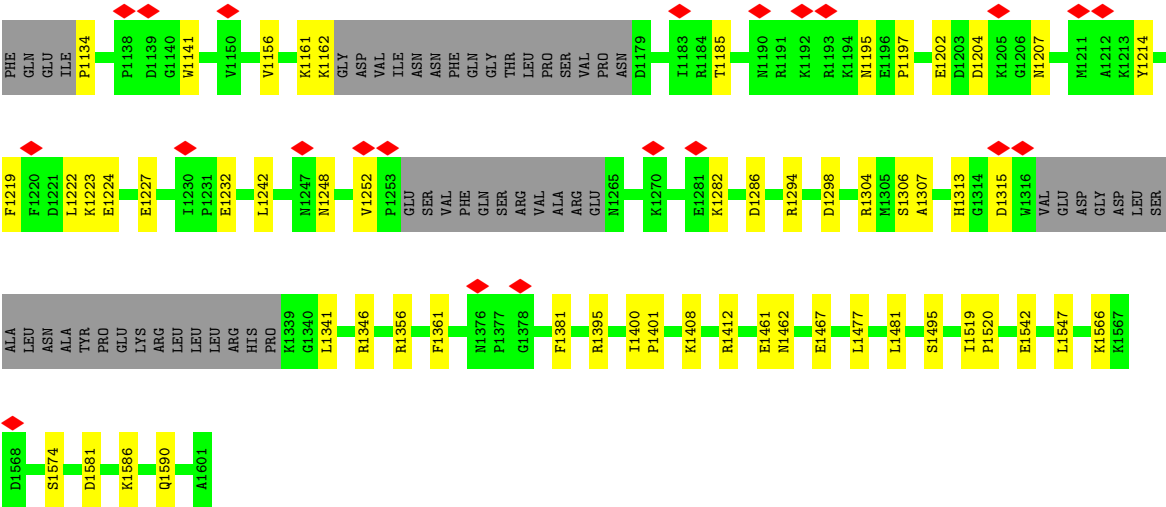 PHE GLN GLU ILE P1134 P1138 D1139 G1140 W1141 V1150 V1156 K1161 K1162 GLY ASP VAL ILE ASN ASN PHE GLN GLY THR LEU PRO SER VAL PRO ASN D1179 I1183 R1184 T1185 N1190 R1191 K1192 R1193 K1194 N1195 E1196 P1197 E1202 D1203 D1204 K1205 G1206 N1207 M1211 A1212 K1213 Y1214
F1219 F1220 D1221 L1222 K1223 E1224 E1227 I1230 P1231 E1232 L1242 N1247 N1248 V1252 P1253 GLU SER VAL PHE GLN SER ARG VAL ALA ARG GLU N1265 K1270 E1281 K1282 D1286 R1294 D1298 R1304 M1305 S1306 A1307 H1313 G1314 D1315 W1316 VAL GLU ASP GLY ASP LEU SER
ALA LEU ASN ALA TYR PRO GLU LYS ARG LEU LEU LEU ARG HIS PRO K1339 G1340 L1341 R1346 R1356 F1361 N1376 P1377 G1378 F1381 R1395 I1400 P1401 K1408 R1412 E1461 N1462 E1467 L1477 L1481 S1495 I1519 P1520 E1542 L1547 K1566 K1567
D1568 S1574 D1581 K1586 Q1590 A1601